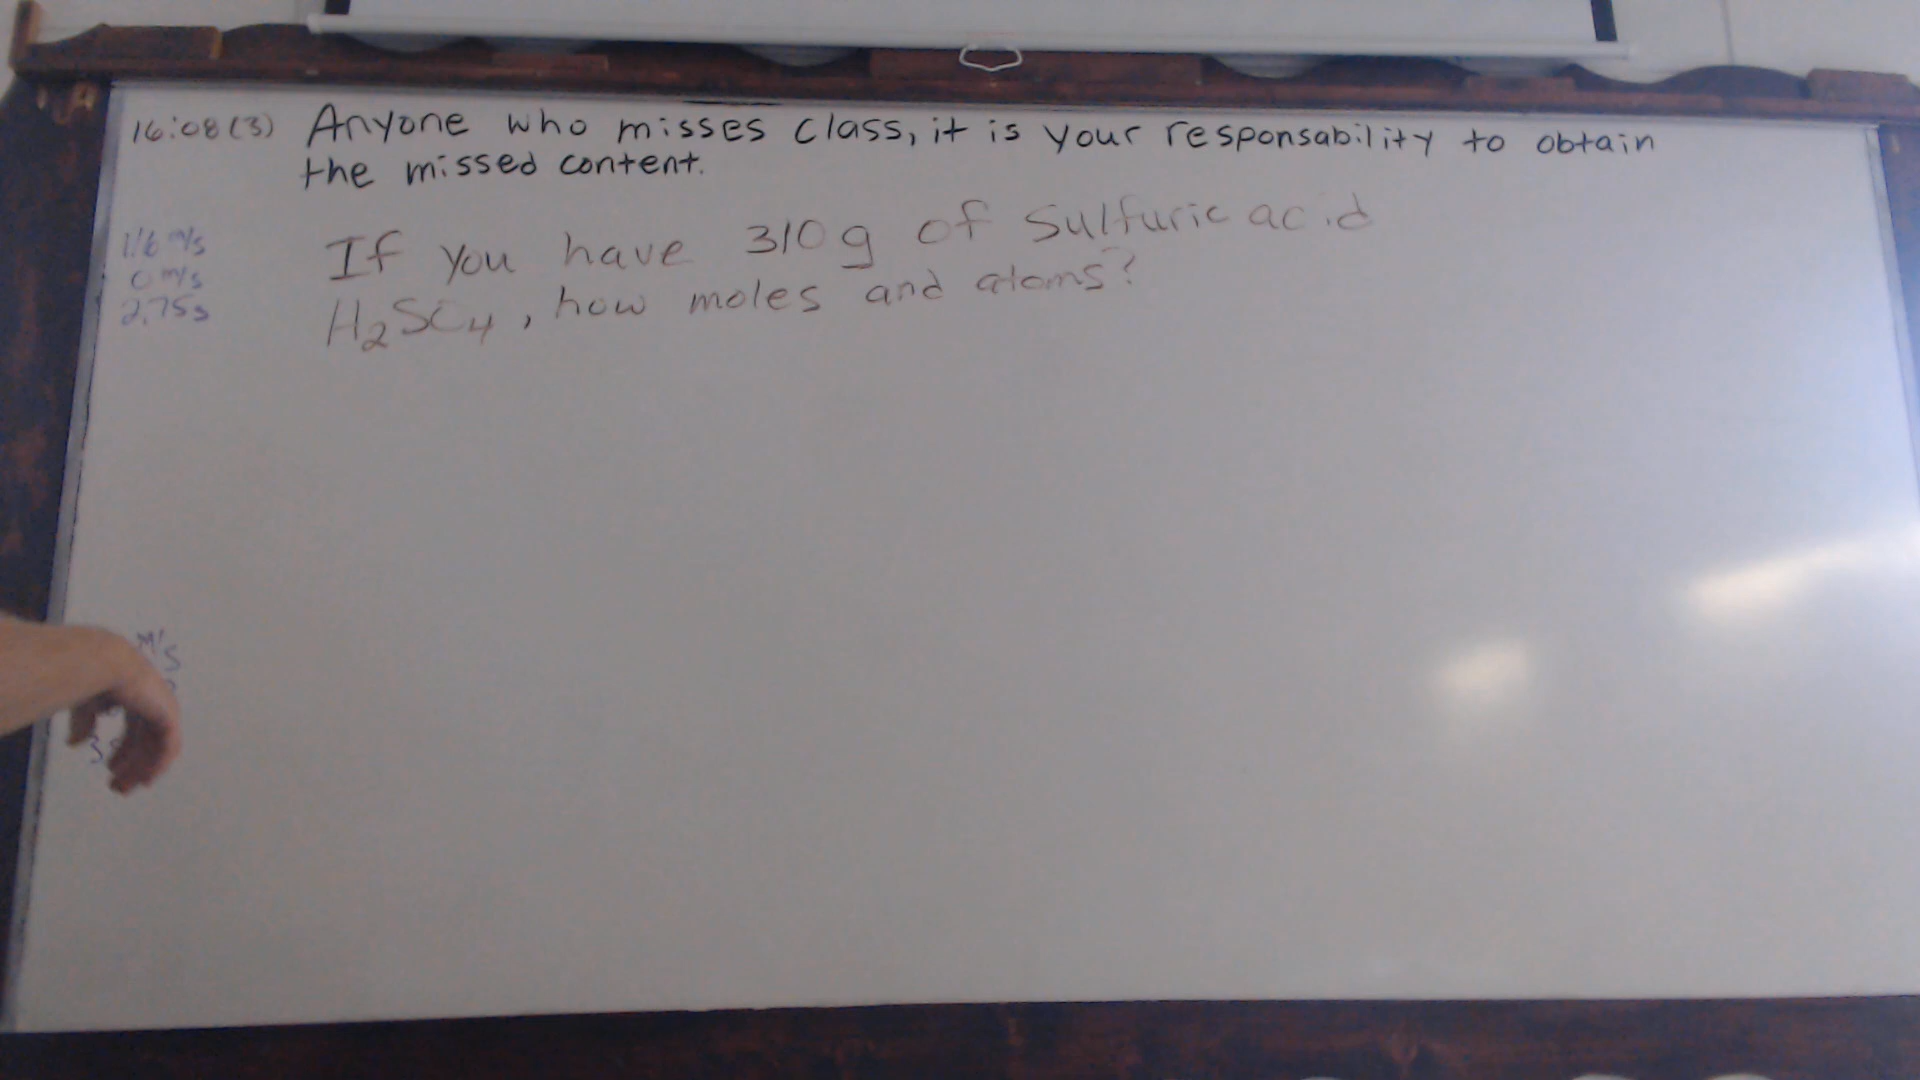 16:08(3) Anyone who misses class, it is your responsability to obtain
the missed content.
If you have 310g of Sulfuric acid
H₂SO₄, how moles and atoms?
1.6 m/s
0 m/s
2.75s
m/s